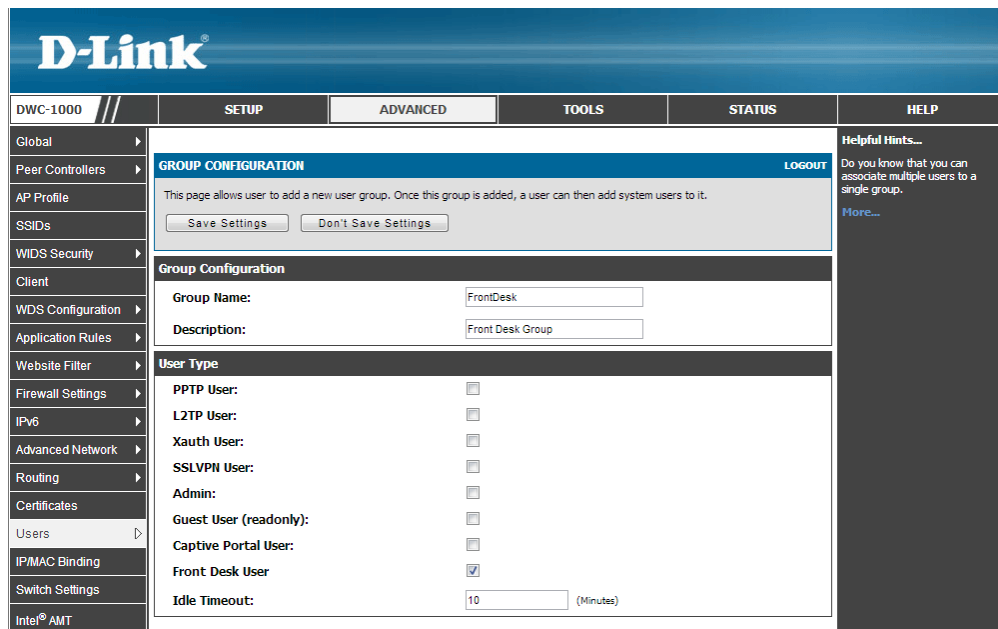 D-Link®
DWC-1000
SETUP
ADVANCED
TOOLS
STATUS
HELP
Global
Peer Controllers
AP Profile
SSIDs
WIDS Security
Client
WDS Configuration
Application Rules
Website Filter
Firewall Settings
IPv6
Advanced Network
Routing
Certificates
Users
IP/MAC Binding
Switch Settings
Intel® AMT
GROUP CONFIGURATION
LOGOUT
This page allows user to add a new user group. Once this group is added, a user can then add system users to it.
Save Settings
Don't Save Settings
Group Configuration
Group Name: FrontDesk
Description: Front Desk Group
User Type
PPTP User:
L2TP User:
Xauth User:
SSLVPN User:
Admin:
Guest User (readonly):
Captive Portal User:
Front Desk User
Idle Timeout: 10 (Minutes)
Helpful Hints...
Do you know that you can
associate multiple users to a
single group.
More...